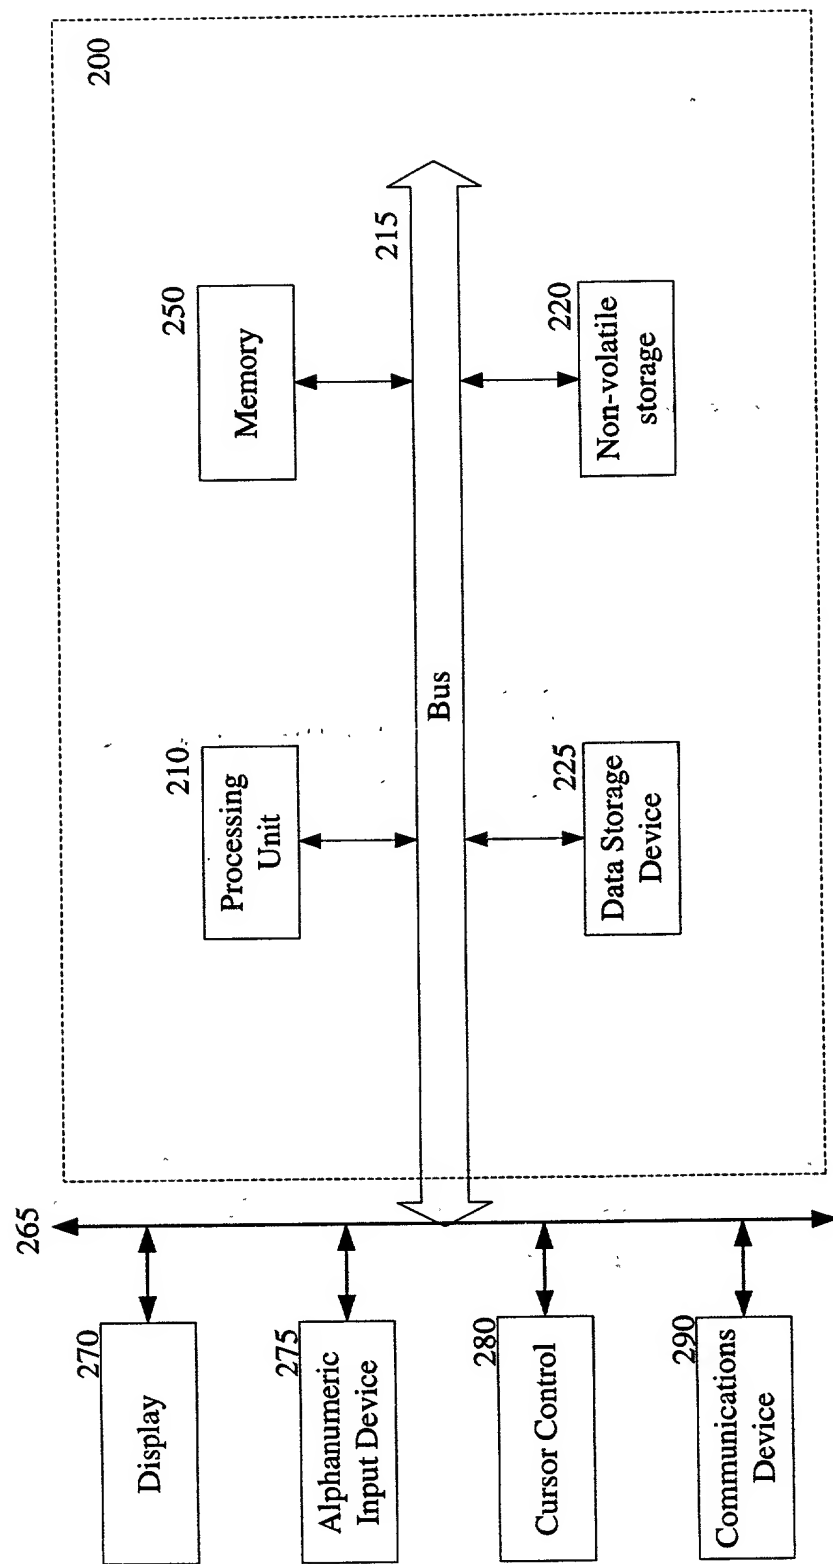 265
200
270
Display
210
Processing
Unit
250
Memory
275
Alphanumeric
Input Device
215
Bus
280
Cursor Control
225
Data Storage
Device
220
Non-volatile
storage
290
Communications
Device